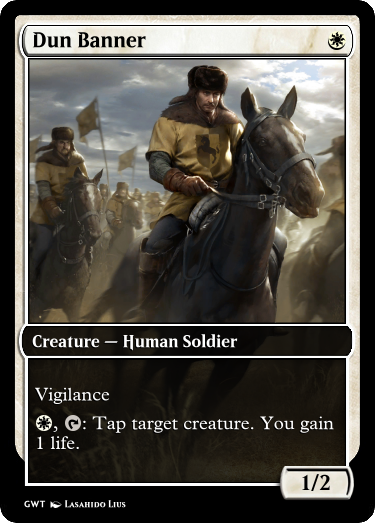 Dun Banner
Creature — Human Soldier
Vigilance
, : Tap target creature. You gain
1 life.
1/2
GWT Lasahido Lius